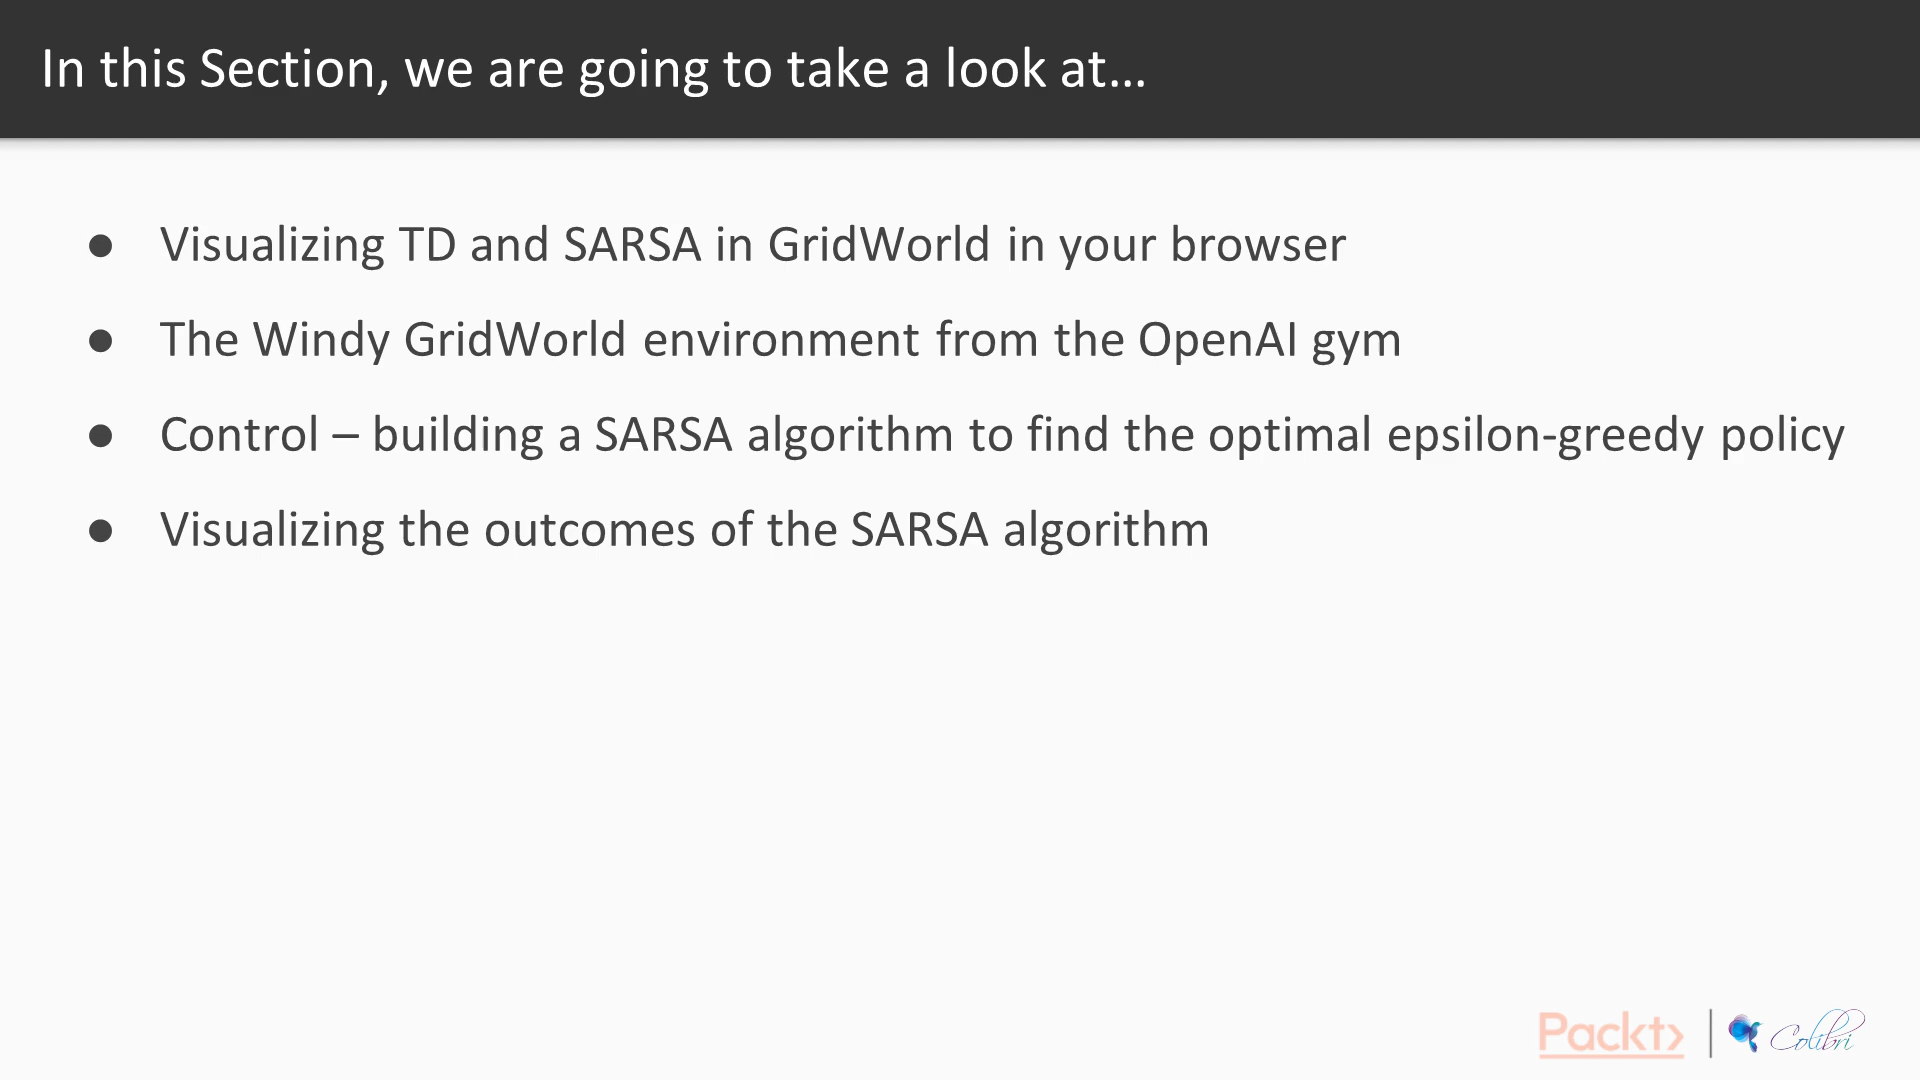 In this Section, we are going to take a look at...
● Visualizing TD and SARSA in GridWorld in your browser
● The Windy GridWorld environment from the OpenAI gym
● Control – building a SARSA algorithm to find the optimal epsilon-greedy policy
● Visualizing the outcomes of the SARSA algorithm
Packt> | Colibri